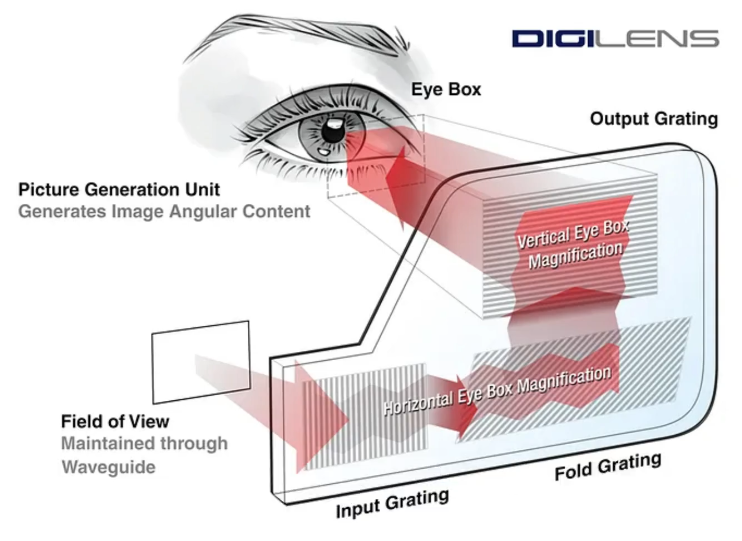 DIGILENS
Eye Box
Output Grating
Picture Generation Unit
Generates Image Angular Content
Vertical Eye Box
Magnification
Horizontal Eye Box Magnification
Field of View
Maintained through
Waveguide
Fold Grating
Input Grating